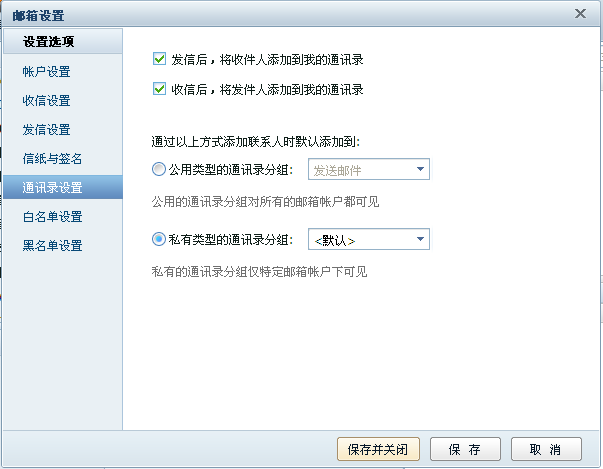 邮箱设置
设置选项
帐户设置
收信设置
发信设置
信纸与签名
通讯录设置
白名单设置
黑名单设置
发信后，将收件人添加到我的通讯录
收信后，将发件人添加到我的通讯录
通过以上方式添加联系人时默认添加到:
公用类型的通讯录分组: 发送邮件
公用的通讯录分组对所有的邮箱帐户都可见
私有类型的通讯录分组: <默认>
私有的通讯录分组仅特定邮箱帐户下可见
保存并关闭 保 存 取 消